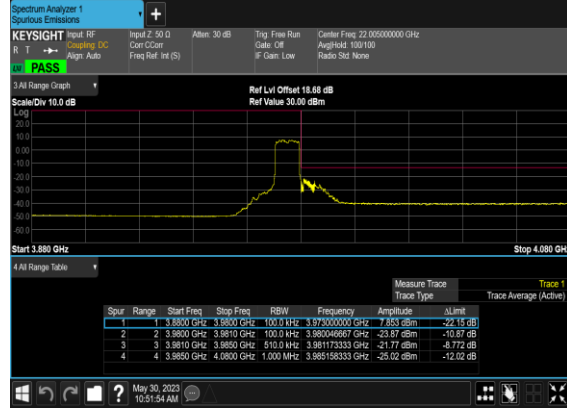 Spectrum Analyzer 1
Spurious Emissions
+
KEYSIGHT Input: RF Input Z: 50 Ω Atten: 30 dB Trig: Free Run Center Freq: 22.005000000 GHz
R T Coupling: DC Corr CCorr Gate: Off Avg|Hold: 100/100
Align: Auto Freq Ref: Int (S) IF Gain: Low Radio Std: None
PASS
3 All Range Graph
Ref Lvl Offset 18.68 dB
Scale/Div 10.0 dB Ref Value 30.00 dBm
Log
20.0
10.0
0.00
-10.0
-20.0
-30.0
-40.0
-50.0
-60.0
Start 3.880 GHz Stop 4.080 GH
4 All Range Table
Measure Trace Trace 1
Trace Type Trace Average (Active)
Spur Range Start Freq Stop Freq RBW Frequency Amplitude ΔLimit
1 1 3.8800 GHz 3.9800 GHz 100.0 kHz 3.973000000 GHz 7.853 dBm -22.15 dB
2 2 3.9800 GHz 3.9810 GHz 100.0 kHz 3.980046667 GHz -23.87 dBm -10.87 dB
3 3 3.9810 GHz 3.9850 GHz 510.0 kHz 3.981173333 GHz -21.77 dBm -8.772 dB
4 4 3.9850 GHz 4.0800 GHz 1.000 MHz 3.985158333 GHz -25.02 dBm -12.02 dB
? May 30, 2023
10:51:54 AM